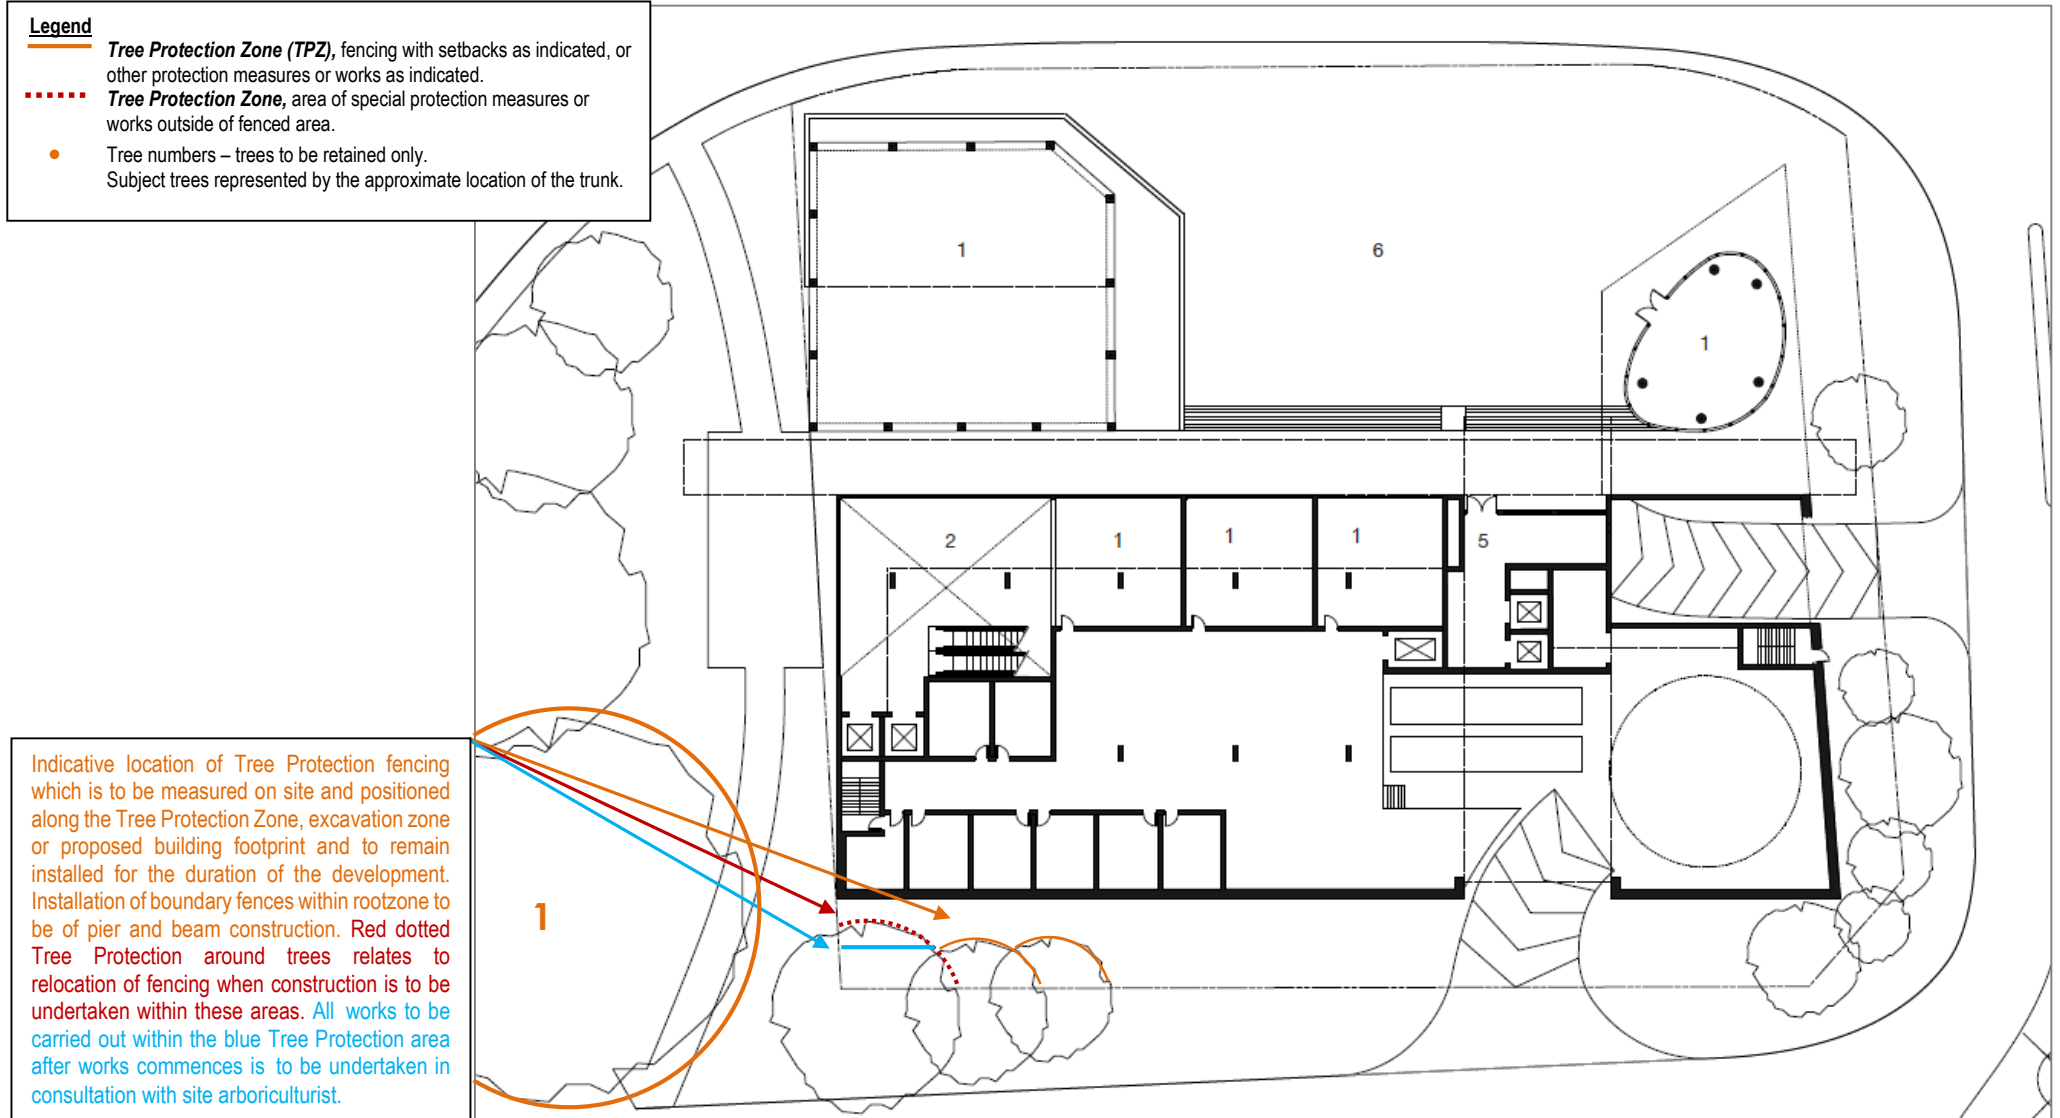 Legend
Tree Protection Zone (TPZ), fencing with setbacks as indicated, or
other protection measures or works as indicated.
Tree Protection Zone, area of special protection measures or
works outside of fenced area.
Tree numbers – trees to be retained only.
Subject trees represented by the approximate location of the trunk.
1
6
1
2
1
1
1
5
Indicative location of Tree Protection fencing
which is to be measured on site and positioned
along the Tree Protection Zone, excavation zone
or proposed building footprint and to remain
installed for the duration of the development.
Installation of boundary fences within rootzone to
be of pier and beam construction. Red dotted
Tree Protection around trees relates to
relocation of fencing when construction is to be
undertaken within these areas. All works to be
carried out within the blue Tree Protection area
after works commences is to be undertaken in
consultation with site arboriculturist.
1